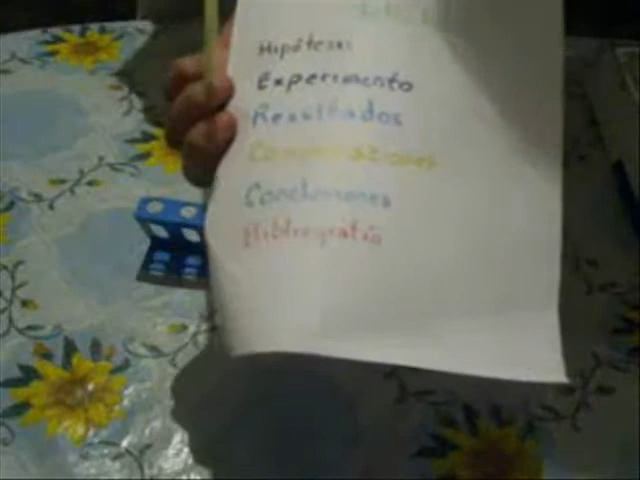 Hipótesis
Experimento
Resultados
Conclusiones
Bibliografía